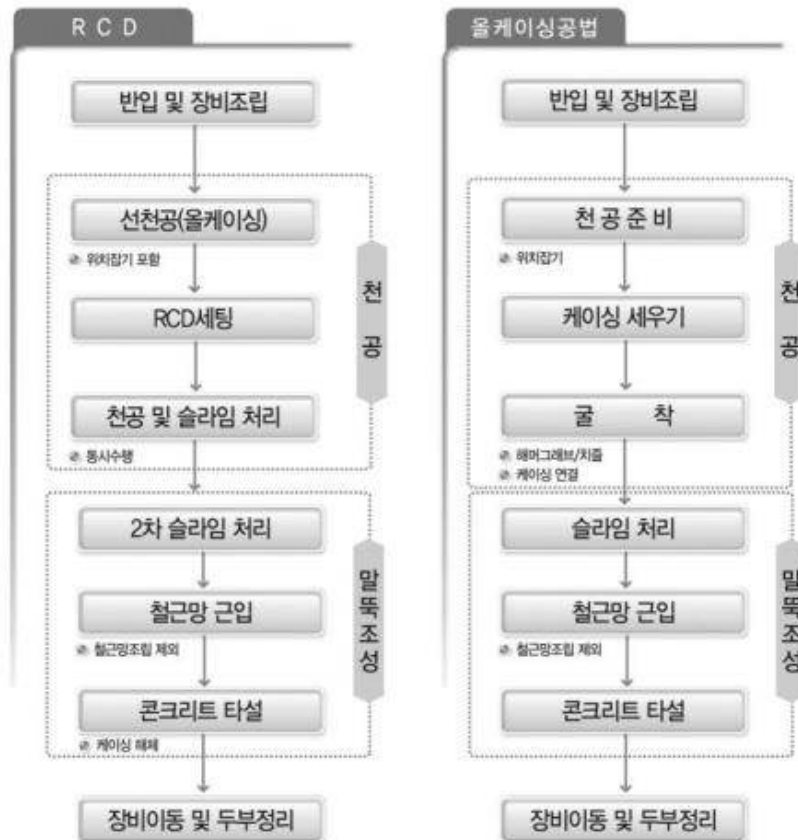 R C D
반입 및 장비조립
선천공(올케이싱)
위치잡기 포함
RCD세팅
천공 및 슬라임 처리
동시수행
천공
2차 슬라임 처리
철근망 근입
철근망조립 제외
콘크리트 타설
케이싱 해체
말뚝조성
장비이동 및 두부정리
올케이싱공법
반입 및 장비조립
천 공 준 비
위치잡기
케이싱 세우기
굴 착
해머그래브/치즐
케이싱 연결
천공
슬라임 처리
철근망 근입
철근망조립 제외
콘크리트 타설
말뚝조성
장비이동 및 두부정리